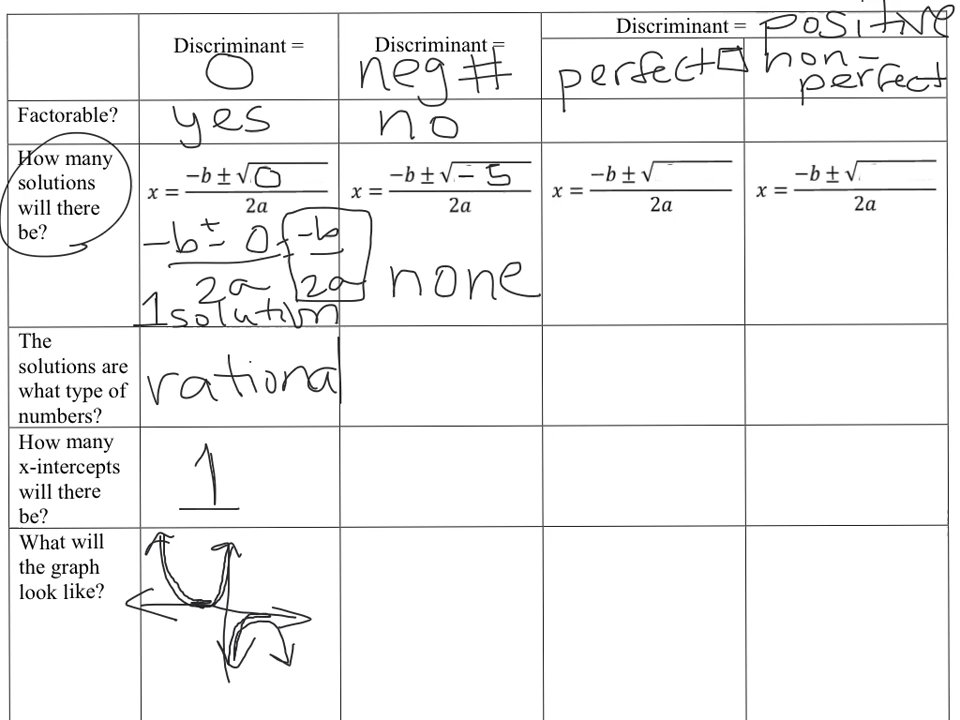 Discriminant =
0
Discriminant =
neg #
Discriminant = positive
perfect □
non-
perfect
Factorable?
yes
no
How many
solutions
will there
be?
x = (-b ± √0) / 2a
-b ± 0 / 2a = -b / 2a
1 solution
x = (-b ± √-5) / 2a
none
x = (-b ± √ ) / 2a
x = (-b ± √ ) / 2a
The
solutions are
what type of
numbers?
rational
How many
x-intercepts
will there
be?
1
What will
the graph
look like?